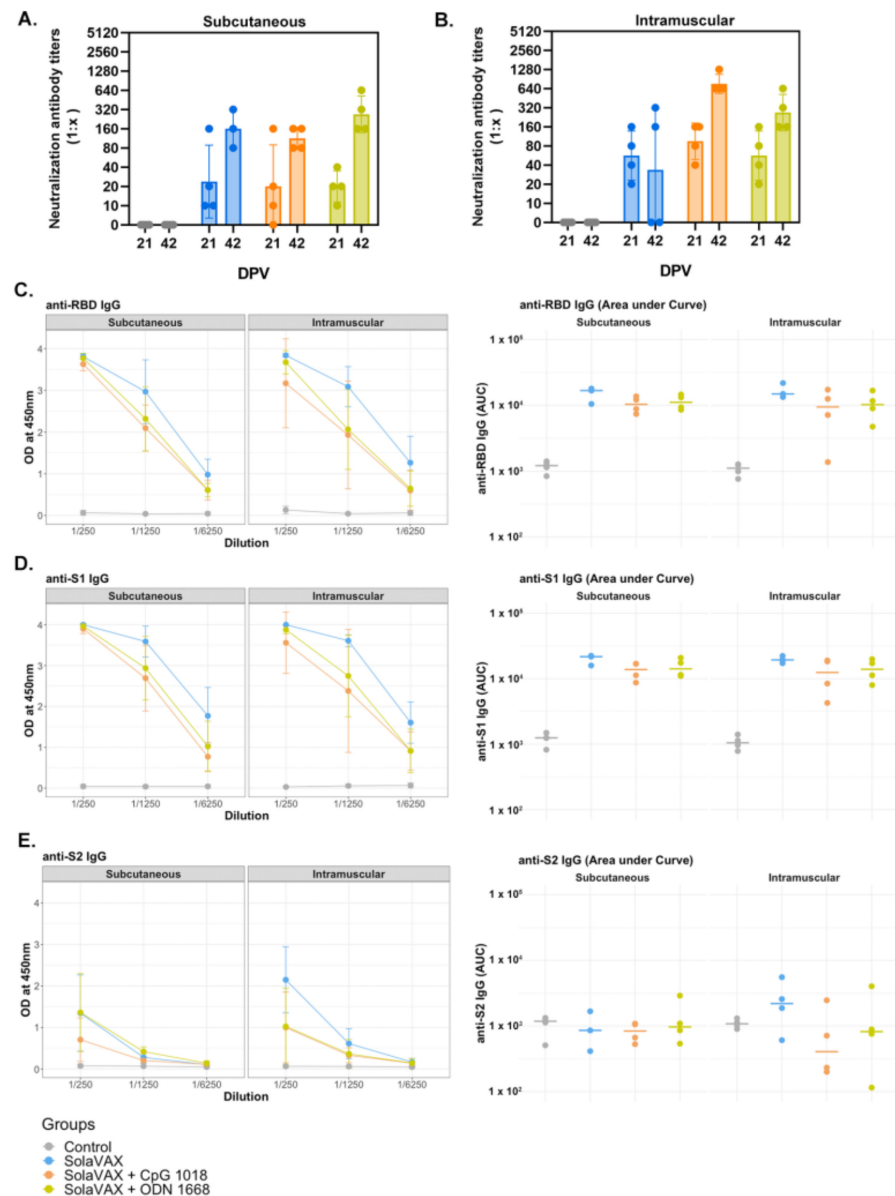 A.
Subcutaneous
Neutralization antibody titers
(1:x)
5120
2560
1280
640
320
160
80
40
20
10
0
21 42 21 42 21 42 21 42
DPV
B.
Intramuscular
Neutralization antibody titers
(1:x)
5120
2560
1280
640
320
160
80
40
20
0
21 42 21 42 21 42 21 42
DPV
C.
anti-RBD IgG
Subcutaneous Intramuscular
OD at 450nm
4
3
2
1
0
1/250 1/1250 1/6250 1/250 1/1250 1/6250
Dilution
anti-RBD IgG (Area under Curve)
Subcutaneous Intramuscular
anti-RBD IgG (AUC)
1 x 10⁵
1 x 10⁴
1 x 10³
1 x 10²
D.
anti-S1 IgG
Subcutaneous Intramuscular
OD at 450nm
4
3
2
1
0
1/250 1/1250 1/6250 1/250 1/1250 1/6250
Dilution
anti-S1 IgG (Area under Curve)
Subcutaneous Intramuscular
anti-S1 IgG (AUC)
1 x 10⁵
1 x 10⁴
1 x 10³
1 x 10²
E.
anti-S2 IgG
Subcutaneous Intramuscular
OD at 450nm
4
3
2
1
0
1/250 1/1250 1/6250 1/250 1/1250 1/6250
Dilution
anti-S2 IgG (Area under Curve)
Subcutaneous Intramuscular
anti-S2 IgG (AUC)
1 x 10⁵
1 x 10⁴
1 x 10³
1 x 10²
Groups
Control
SolaVAX
SolaVAX + CpG 1018
SolaVAX + ODN 1668